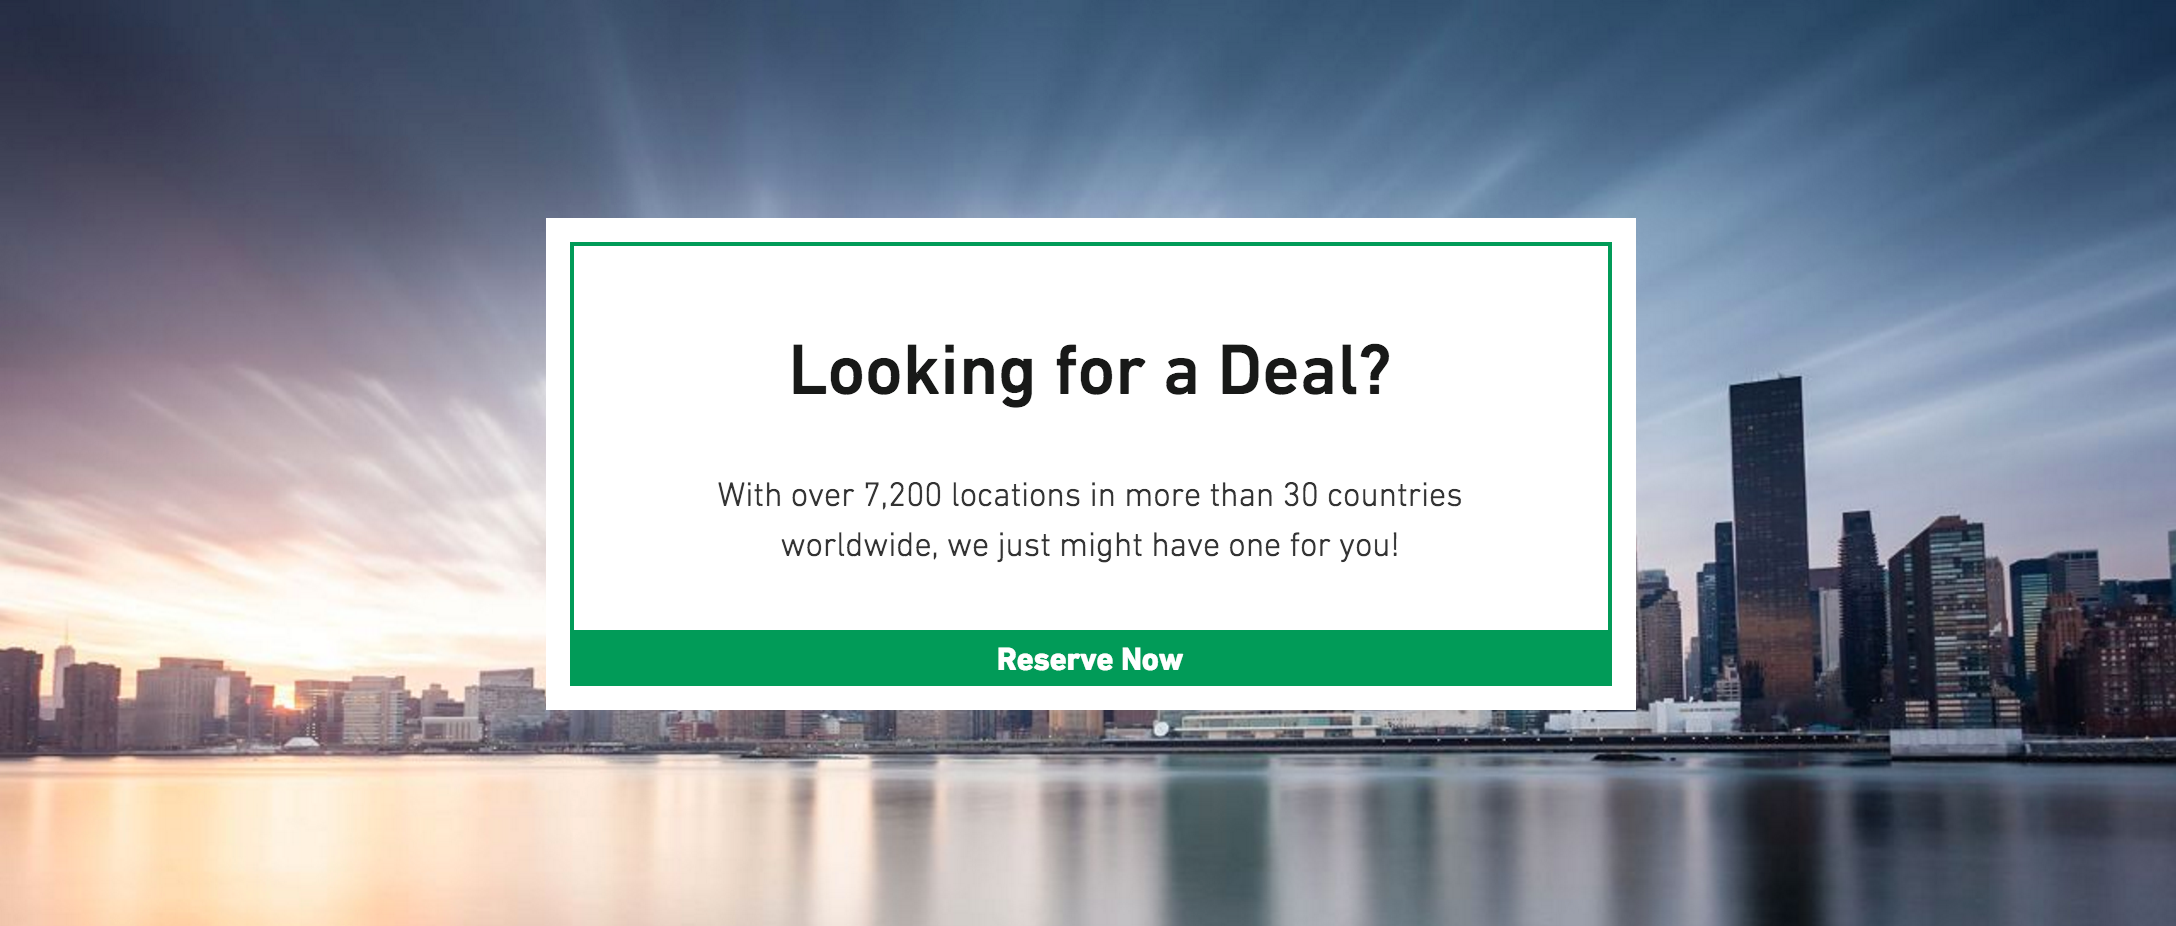 Looking for a Deal?
With over 7,200 locations in more than 30 countries
worldwide, we just might have one for you!
Reserve Now